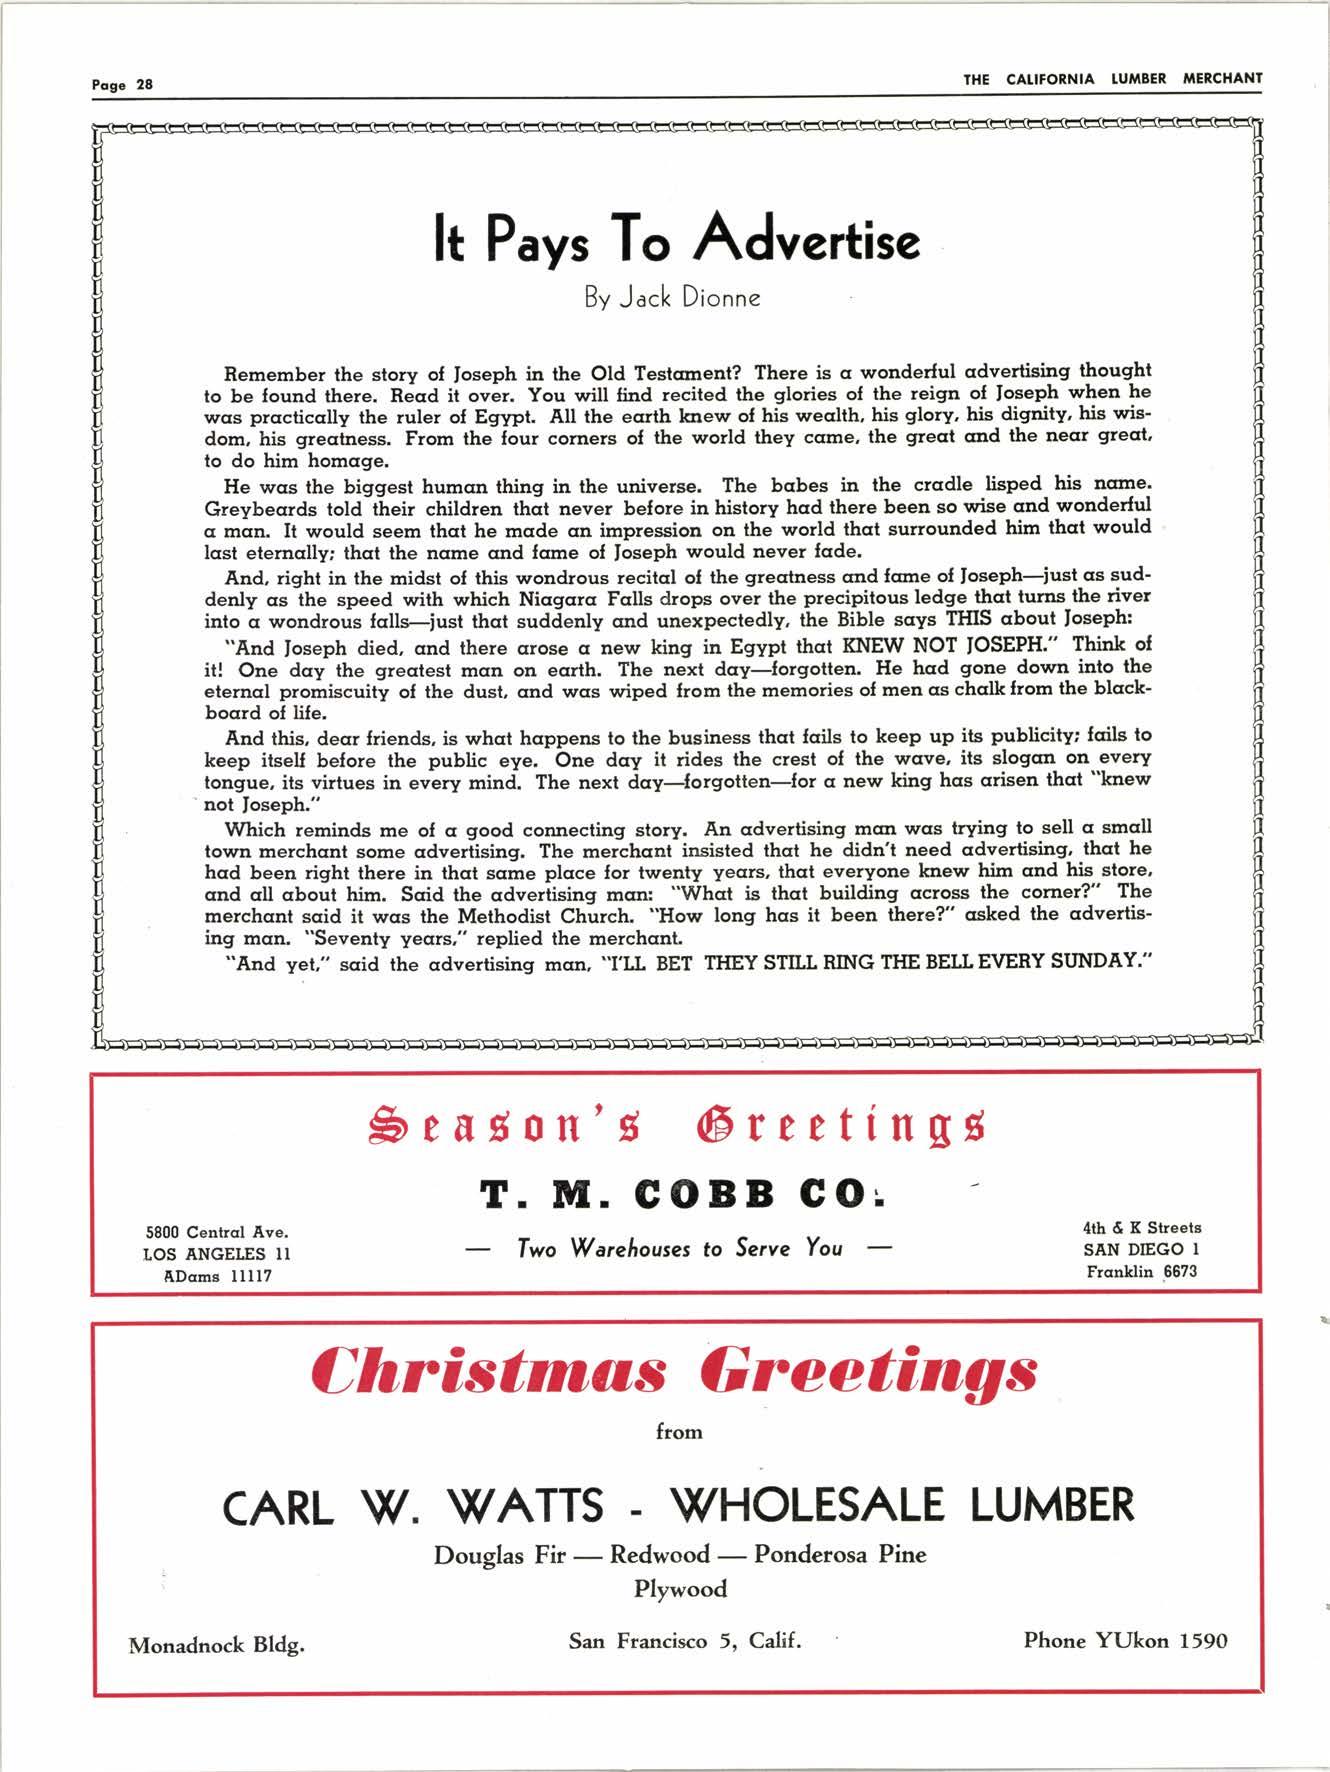 Page 28
THE CALIFORNIA LUMBER MERCHANT
It Pays To Advertise
By Jack Dionne
Remember the story of Joseph in the Old Testament? There is a wonderful advertising thought
to be found there. Read it over. You will find recited the glories of the reign of Joseph when he
was practically the ruler of Egypt. All the earth knew of his wealth, his glory, his dignity, his wis-
dom, his greatness. From the four corners of the world they came, the great and the near great,
to do him homage.
He was the biggest human thing in the universe. The babes in the cradle lisped his name.
Greybeards told their children that never before in history had there been so wise and wonderful
a man. It would seem that he made an impression on the world that surrounded him that would
last eternally; that the name and fame of Joseph would never fade.
And, right in the midst of this wondrous recital of the greatness and fame of Joseph—just as sud-
denly as the speed with which Niagara Falls drops over the precipitous ledge that turns the river
into a wondrous falls—just that suddenly and unexpectedly, the Bible says THIS about Joseph:
"And Joseph died, and there arose a new king in Egypt that KNEW NOT JOSEPH." Think of
it! One day the greatest man on earth. The next day—forgotten. He had gone down into the
eternal promiscuity of the dust, and was wiped from the memories of men as chalk from the black-
board of life.
And this, dear friends, is what happens to the business that fails to keep up its publicity; fails to
keep itself before the public eye. One day it rides the crest of the wave, its slogan on every
tongue, its virtues in every mind. The next day—forgotten—for a new king has arisen that "knew
not Joseph."
Which reminds me of a good connecting story. An advertising man was trying to sell a small
town merchant some advertising. The merchant insisted that he didn't need advertising, that he
had been right there in that same place for twenty years, that everyone knew him and his store,
and all about him. Said the advertising man: "What is that building across the corner?" The
merchant said it was the Methodist Church. "How long has it been there?" asked the advertis-
ing man. "Seventy years," replied the merchant.
"And yet," said the advertising man, "I'LL BET THEY STILL RING THE BELL EVERY SUNDAY."
Season's Greetings
T. M. COBB CO.
5800 Central Ave.
LOS ANGELES 11
ADams 11117
— Two Warehouses to Serve You —
4th & K Streets
SAN DIEGO 1
Franklin 6673
Christmas Greetings
from
CARL W. WATTS - WHOLESALE LUMBER
Douglas Fir — Redwood — Ponderosa Pine
Plywood
Monadnock Bldg.
San Francisco 5, Calif.
Phone YUkon 1590